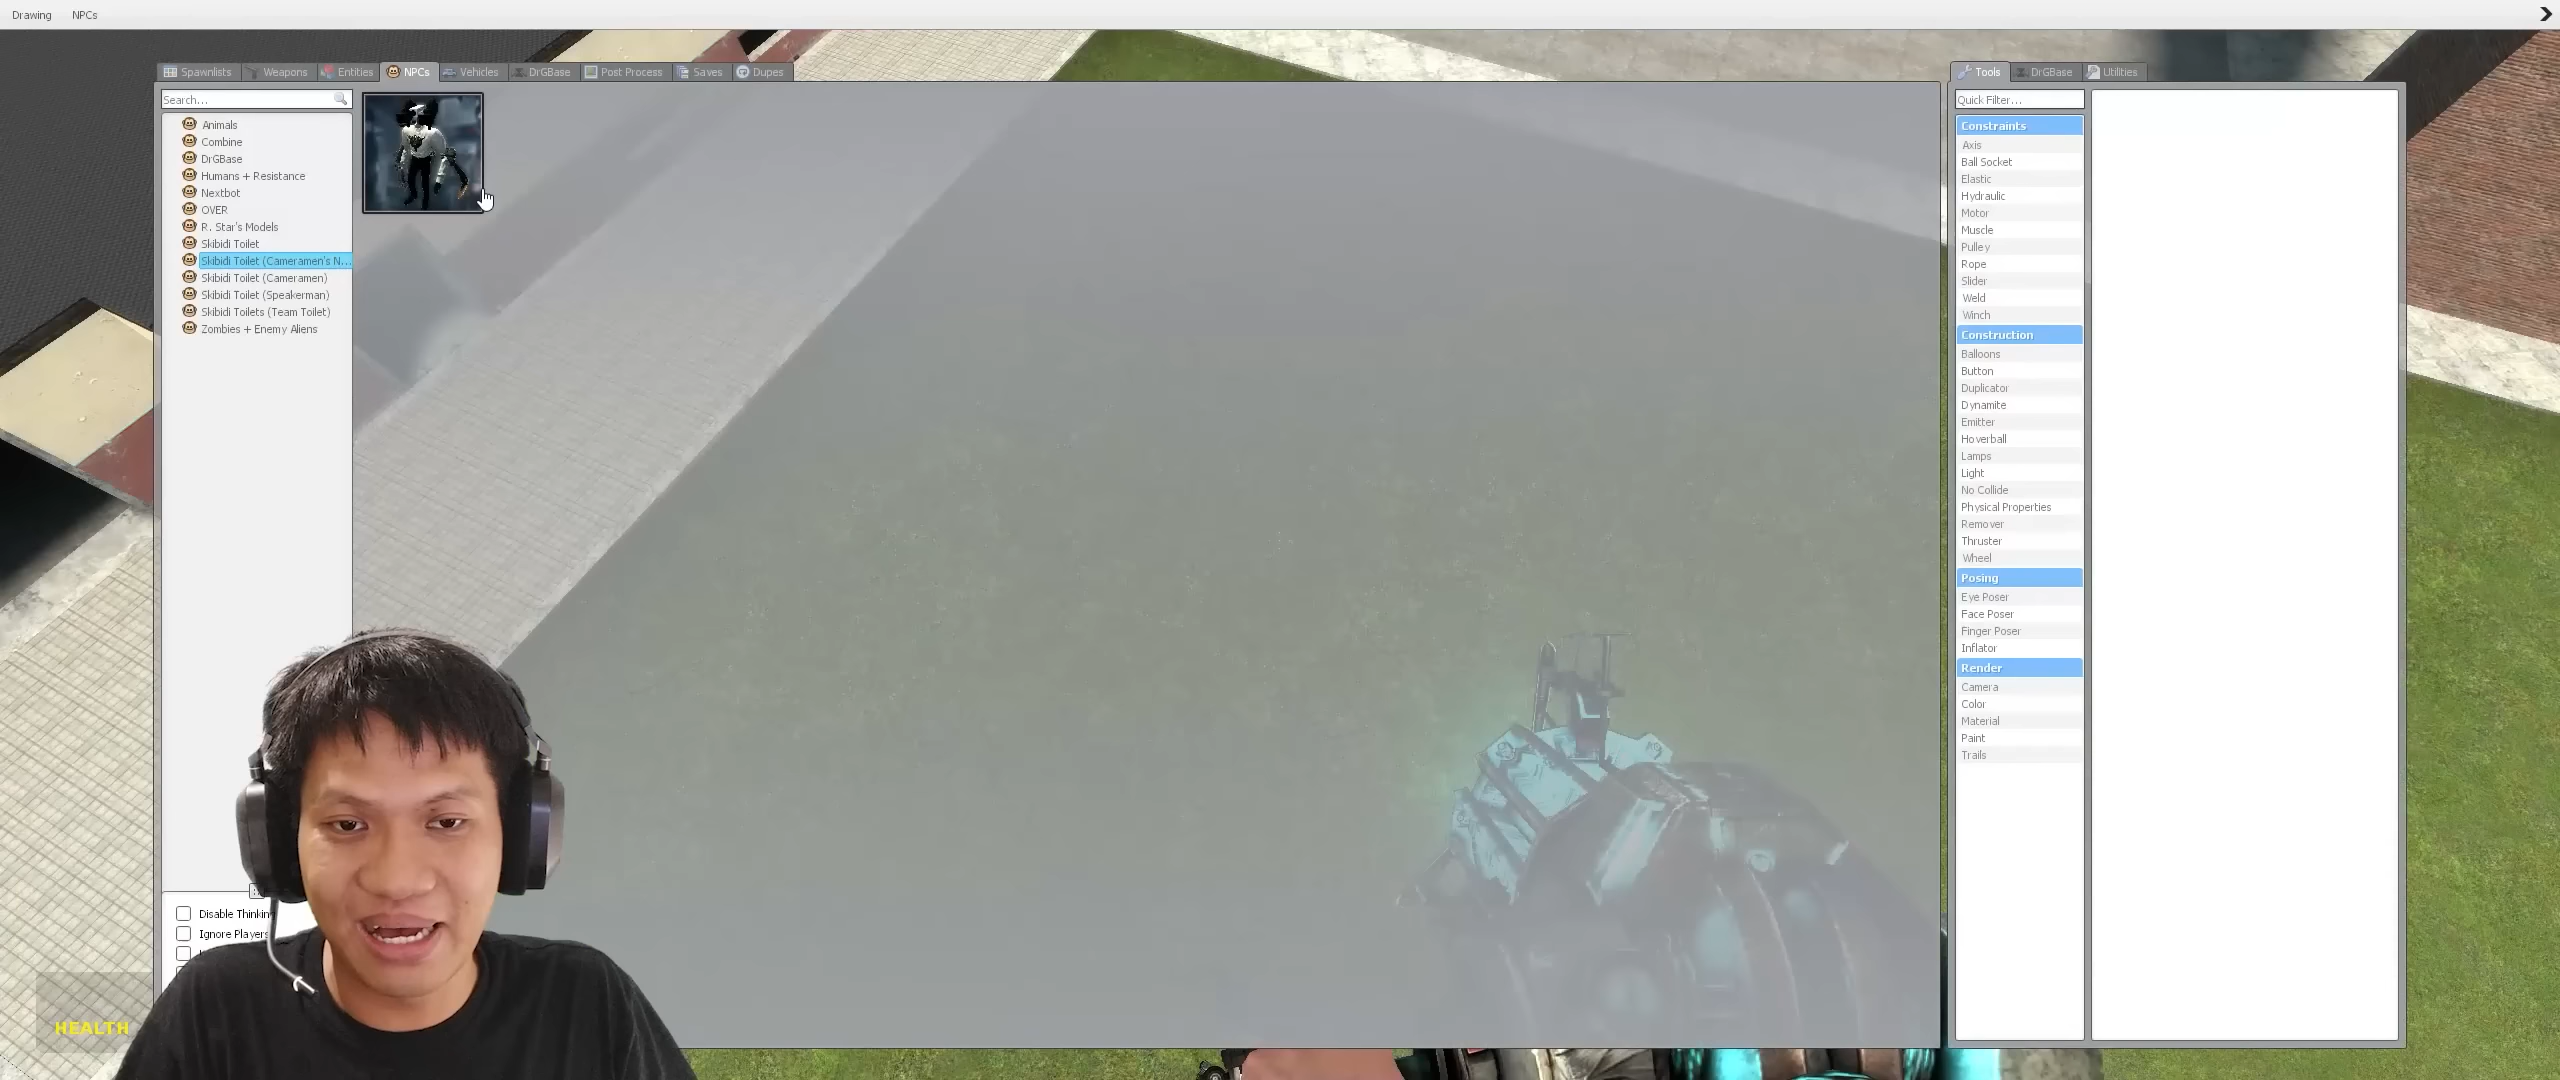 Drawing NPCs
Spawnlists Weapons Entities NPCs Vehicles DrGBase Post Process Saves Dupes
Search...
Animals
Combine
DrGBase
Humans + Resistance
Nextbot
OVER
R. Star's Models
Skibidi Toilet
Skibidi Toilet (Cameramen's N...
Skibidi Toilet (Cameramen)
Skibidi Toilet (Speakerman)
Skibidi Toilets (Team Toilet)
Zombies + Enemy Aliens
Disable Thinkin
Ignore Players
HEALTH
Tools DrGBase Utilities
Quick Filter...
Constraints
Axis
Ball Socket
Elastic
Hydraulic
Motor
Muscle
Pulley
Rope
Slider
Weld
Winch
Construction
Balloons
Button
Duplicator
Dynamite
Emitter
Hoverball
Lamps
Light
No Collide
Physical Properties
Remover
Thruster
Wheel
Posing
Eye Poser
Face Poser
Finger Poser
Inflator
Render
Camera
Color
Material
Paint
Trails